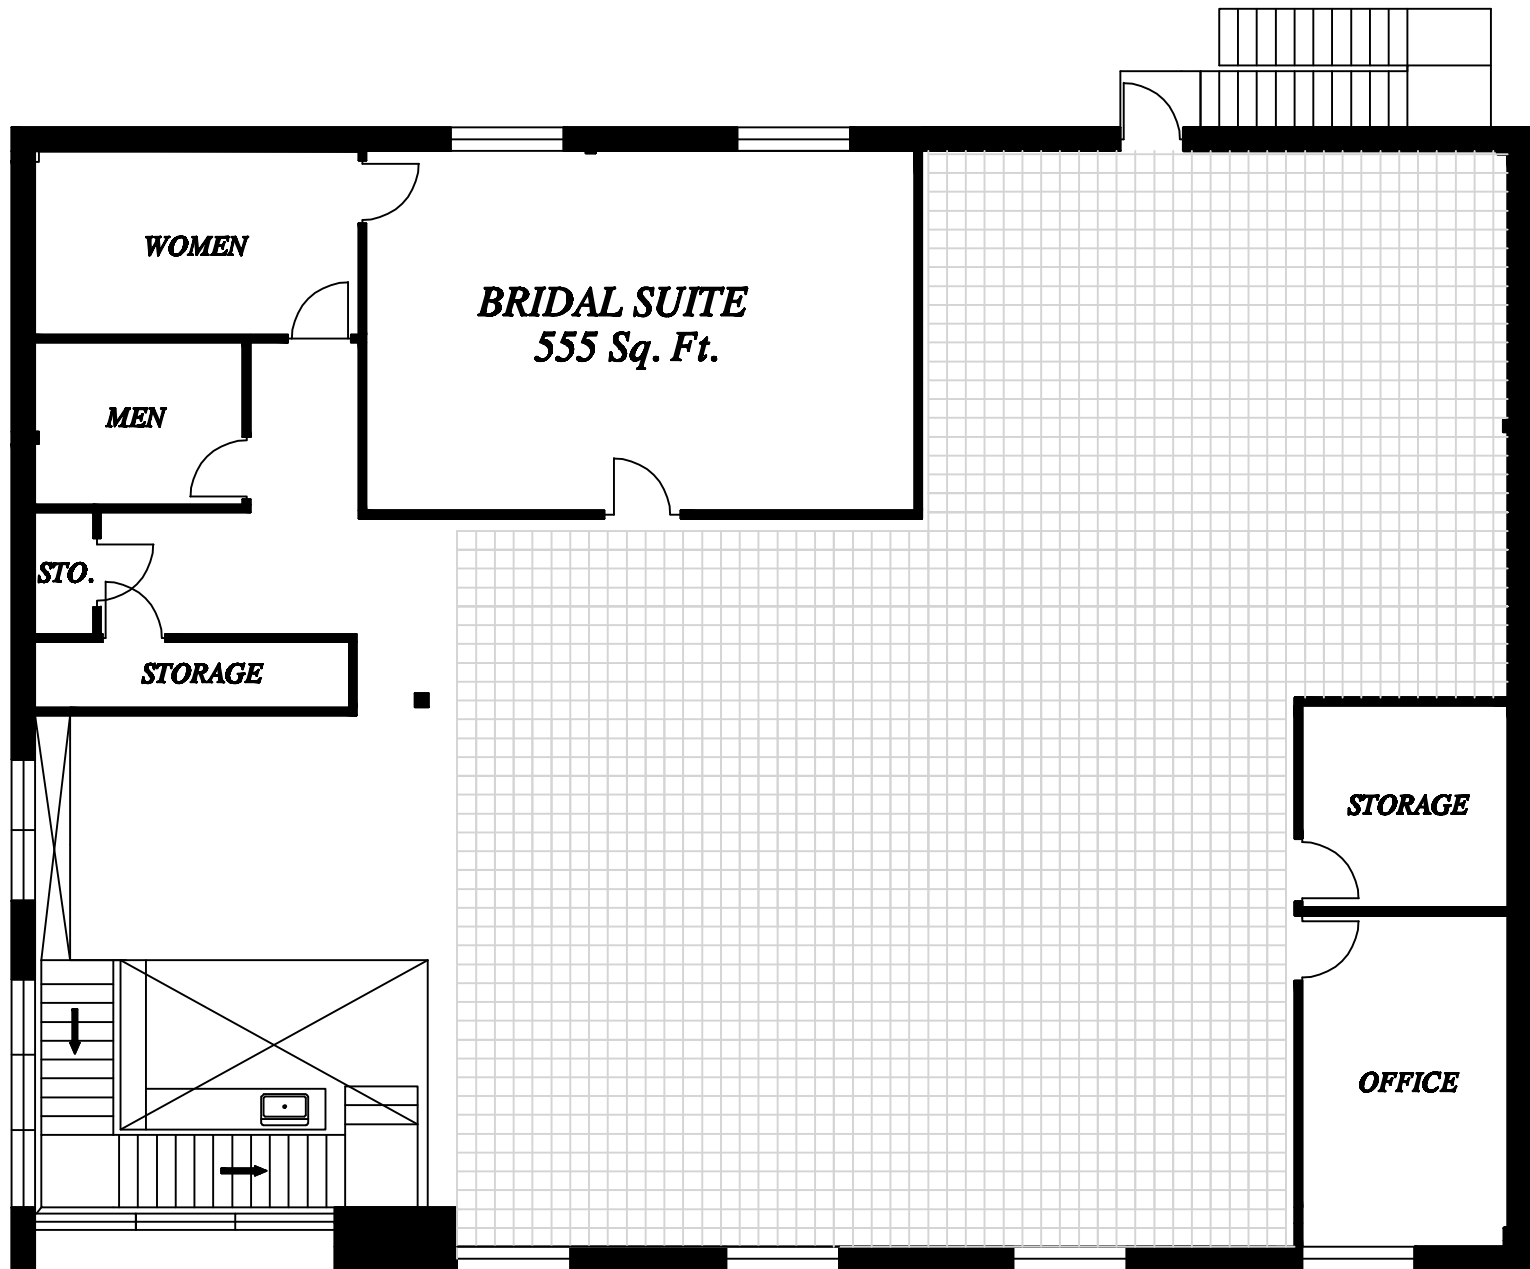 WOMEN
BRIDAL SUITE
555 Sq. Ft.
MEN
STO.
STORAGE
STORAGE
OFFICE